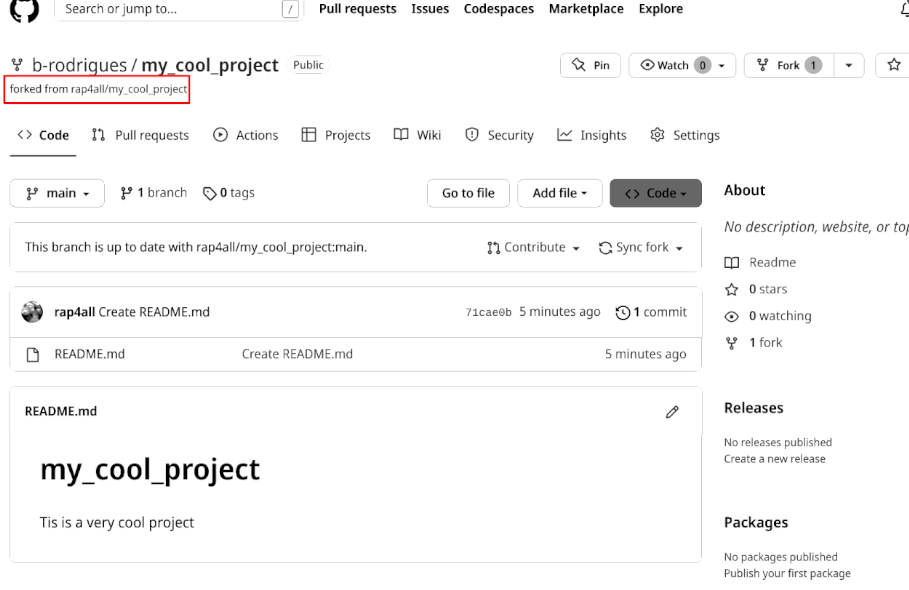 Search or jump to... /
Pull requests Issues Codespaces Marketplace Explore
b-rodrigues / my_cool_project Public
Pin Watch 0 Fork 1
forked from rap4all/my_cool_project
Code Pull requests Actions Projects Wiki Security Insights Settings
main 1 branch 0 tags Go to file Add file Code
This branch is up to date with rap4all/my_cool_project:main. Contribute Sync fork
rap4all Create README.md 71cae0b 5 minutes ago 1 commit
README.md Create README.md 5 minutes ago
README.md
my_cool_project
Tis is a very cool project
About
No description, website, or top
Readme
0 stars
0 watching
1 fork
Releases
No releases published
Create a new release
Packages
No packages published
Publish your first package